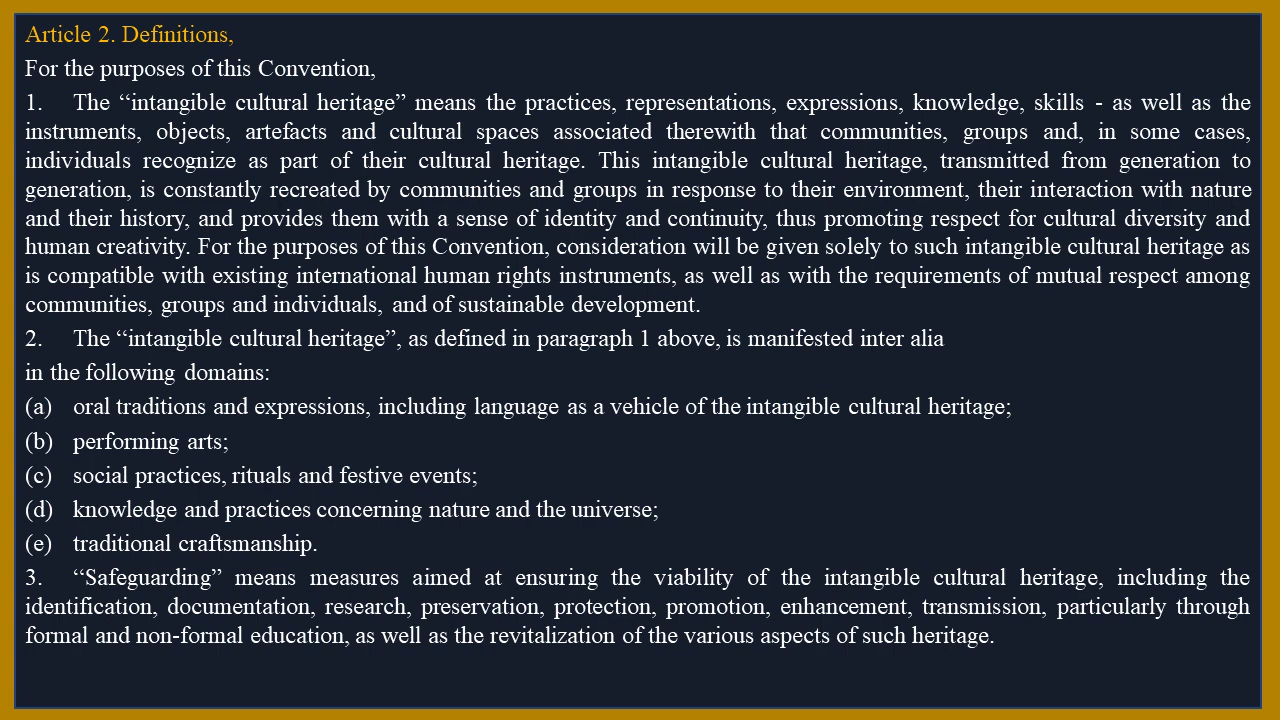 Article 2. Definitions,
For the purposes of this Convention,
1. The “intangible cultural heritage” means the practices, representations, expressions, knowledge, skills - as well as the
instruments, objects, artefacts and cultural spaces associated therewith that communities, groups and, in some cases,
individuals recognize as part of their cultural heritage. This intangible cultural heritage, transmitted from generation to
generation, is constantly recreated by communities and groups in response to their environment, their interaction with nature
and their history, and provides them with a sense of identity and continuity, thus promoting respect for cultural diversity and
human creativity. For the purposes of this Convention, consideration will be given solely to such intangible cultural heritage as
is compatible with existing international human rights instruments, as well as with the requirements of mutual respect among
communities, groups and individuals, and of sustainable development.
2. The “intangible cultural heritage”, as defined in paragraph 1 above, is manifested inter alia
in the following domains:
(a) oral traditions and expressions, including language as a vehicle of the intangible cultural heritage;
(b) performing arts;
(c) social practices, rituals and festive events;
(d) knowledge and practices concerning nature and the universe;
(e) traditional craftsmanship.
3. “Safeguarding” means measures aimed at ensuring the viability of the intangible cultural heritage, including the
identification, documentation, research, preservation, protection, promotion, enhancement, transmission, particularly through
formal and non-formal education, as well as the revitalization of the various aspects of such heritage.